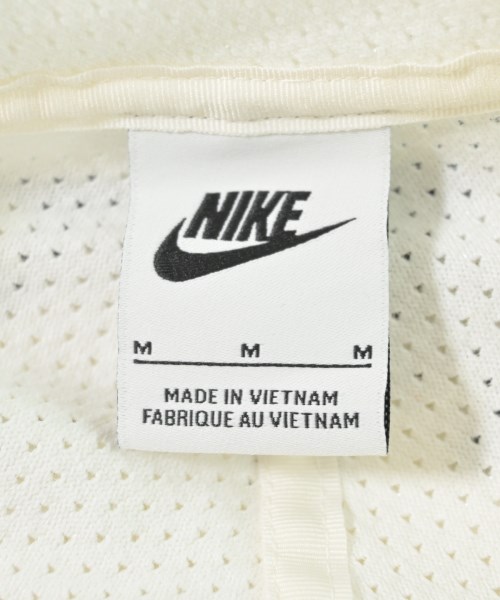 NIKE
M M M
MADE IN VIETNAM
FABRIQUE AU VIETNAM